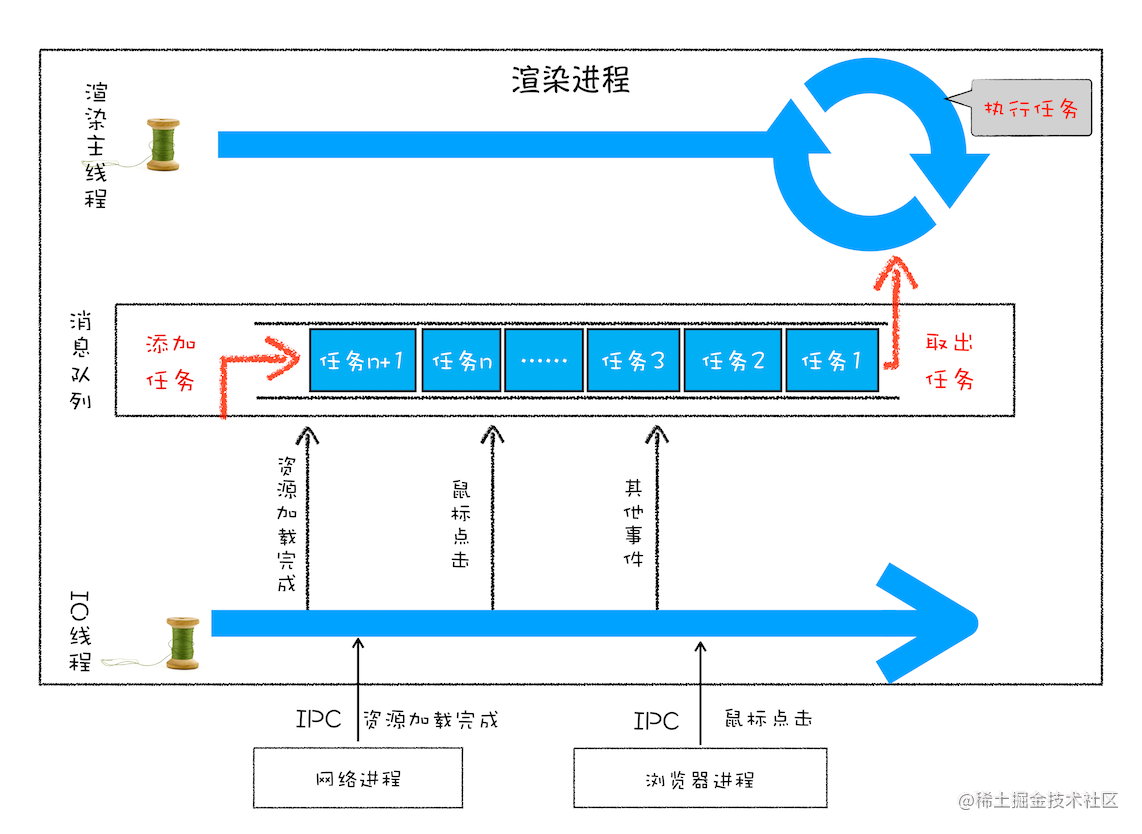 渲染进程
渲染主线程
执行任务
消息队列
添加
任务
任务n+1
任务n
······
任务3
任务2
任务1
取出
任务
资源加载完成
鼠标点击
其他事件
IO线程
IPC
资源加载完成
IPC
鼠标点击
网络进程
浏览器进程
@稀土掘金技术社区